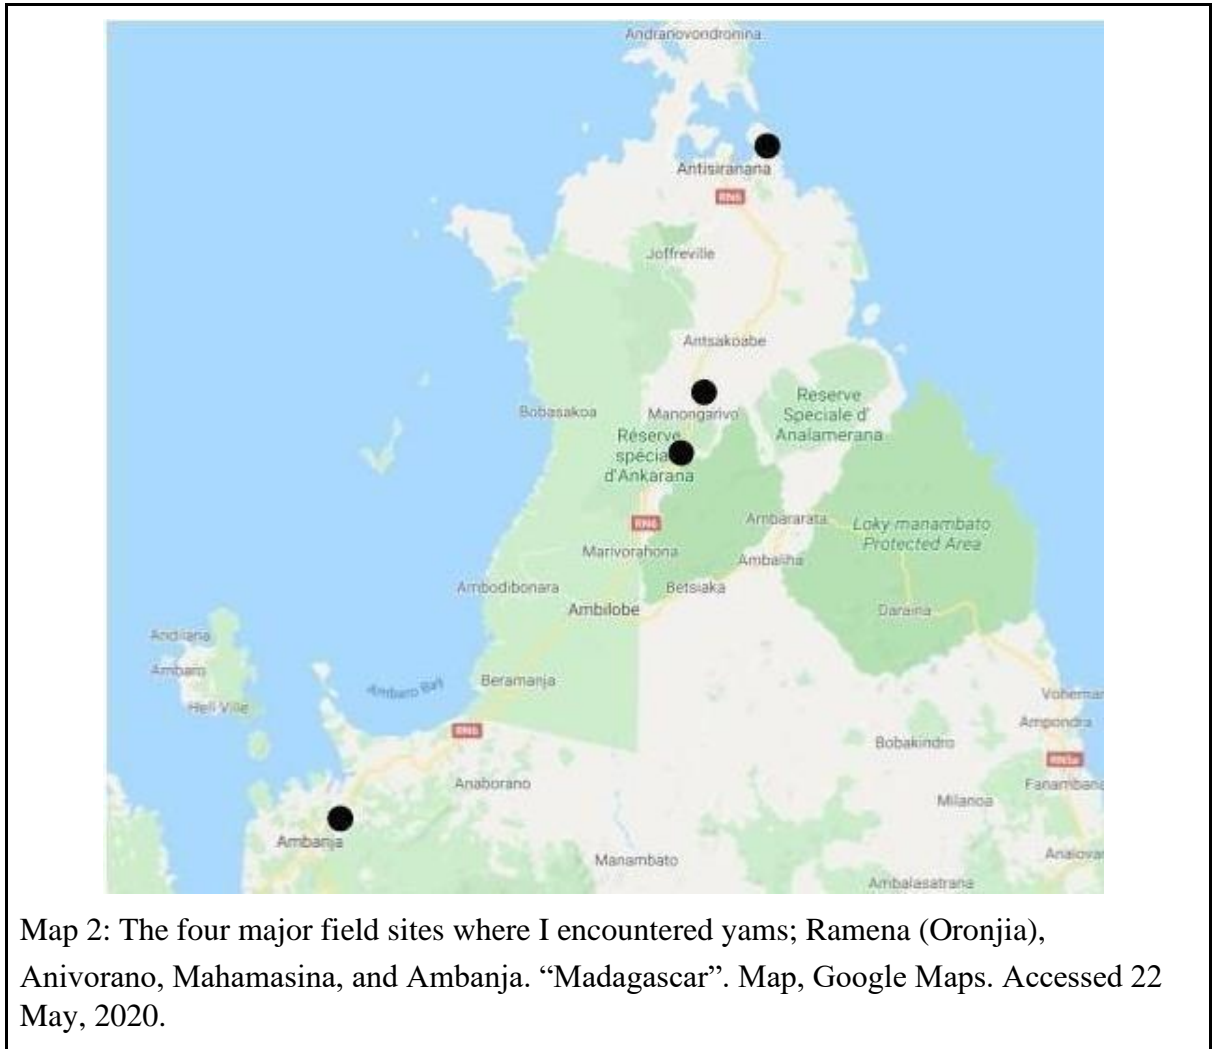 Andranovondronina
Antisiranana
RN6
Joffreville
Antsakoabe
Bobasakoa
Manongarivo
Reserve
Speciale d'
Analamerana
Réserve
spécia
d'Ankarana
RN6
Ambararata
Loky manambato
Protected Area
Marivorahona
Ambaliha
Ambodibonara
Betsiaka
Ambilobe
Daraina
Andilana
Ambaro
Hell Ville
Ambaro Bay
Beramanja
Vohemar
Ampondra
RN6
Bobakindro
RN5a
Anaborano
Fanambana
Milanoa
Ambanja
Manambato
Anaiovar
Ambalasatrana
Map 2: The four major field sites where I encountered yams; Ramena (Oronjia),
Anivorano, Mahamasina, and Ambanja. “Madagascar”. Map, Google Maps. Accessed 22
May, 2020.